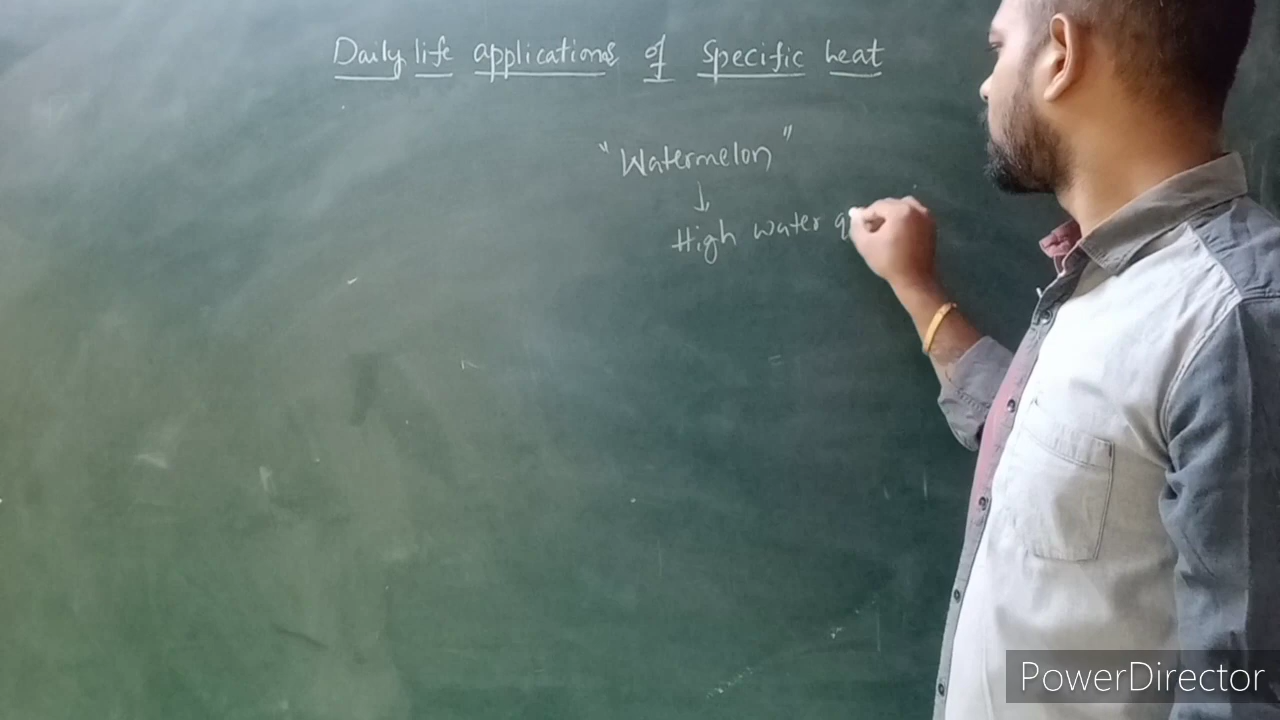 Daily life applications of specific heat
"Watermelon"
↓
High water q
PowerDirector